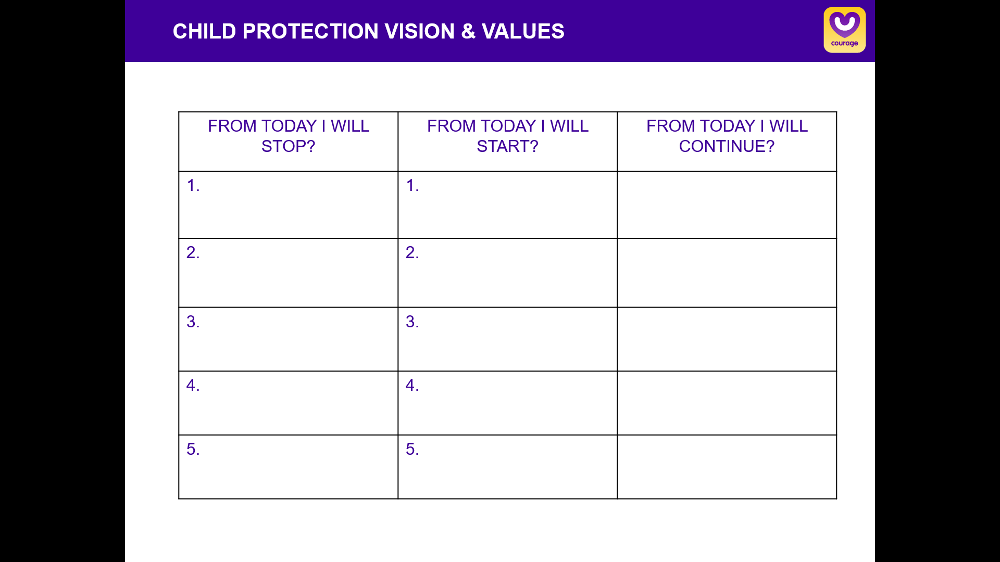 CHILD PROTECTION VISION & VALUES
courage
FROM TODAY I WILL
STOP?
FROM TODAY I WILL
START?
FROM TODAY I WILL
CONTINUE?
1.
1.
2.
2.
3.
3.
4.
4.
5.
5.